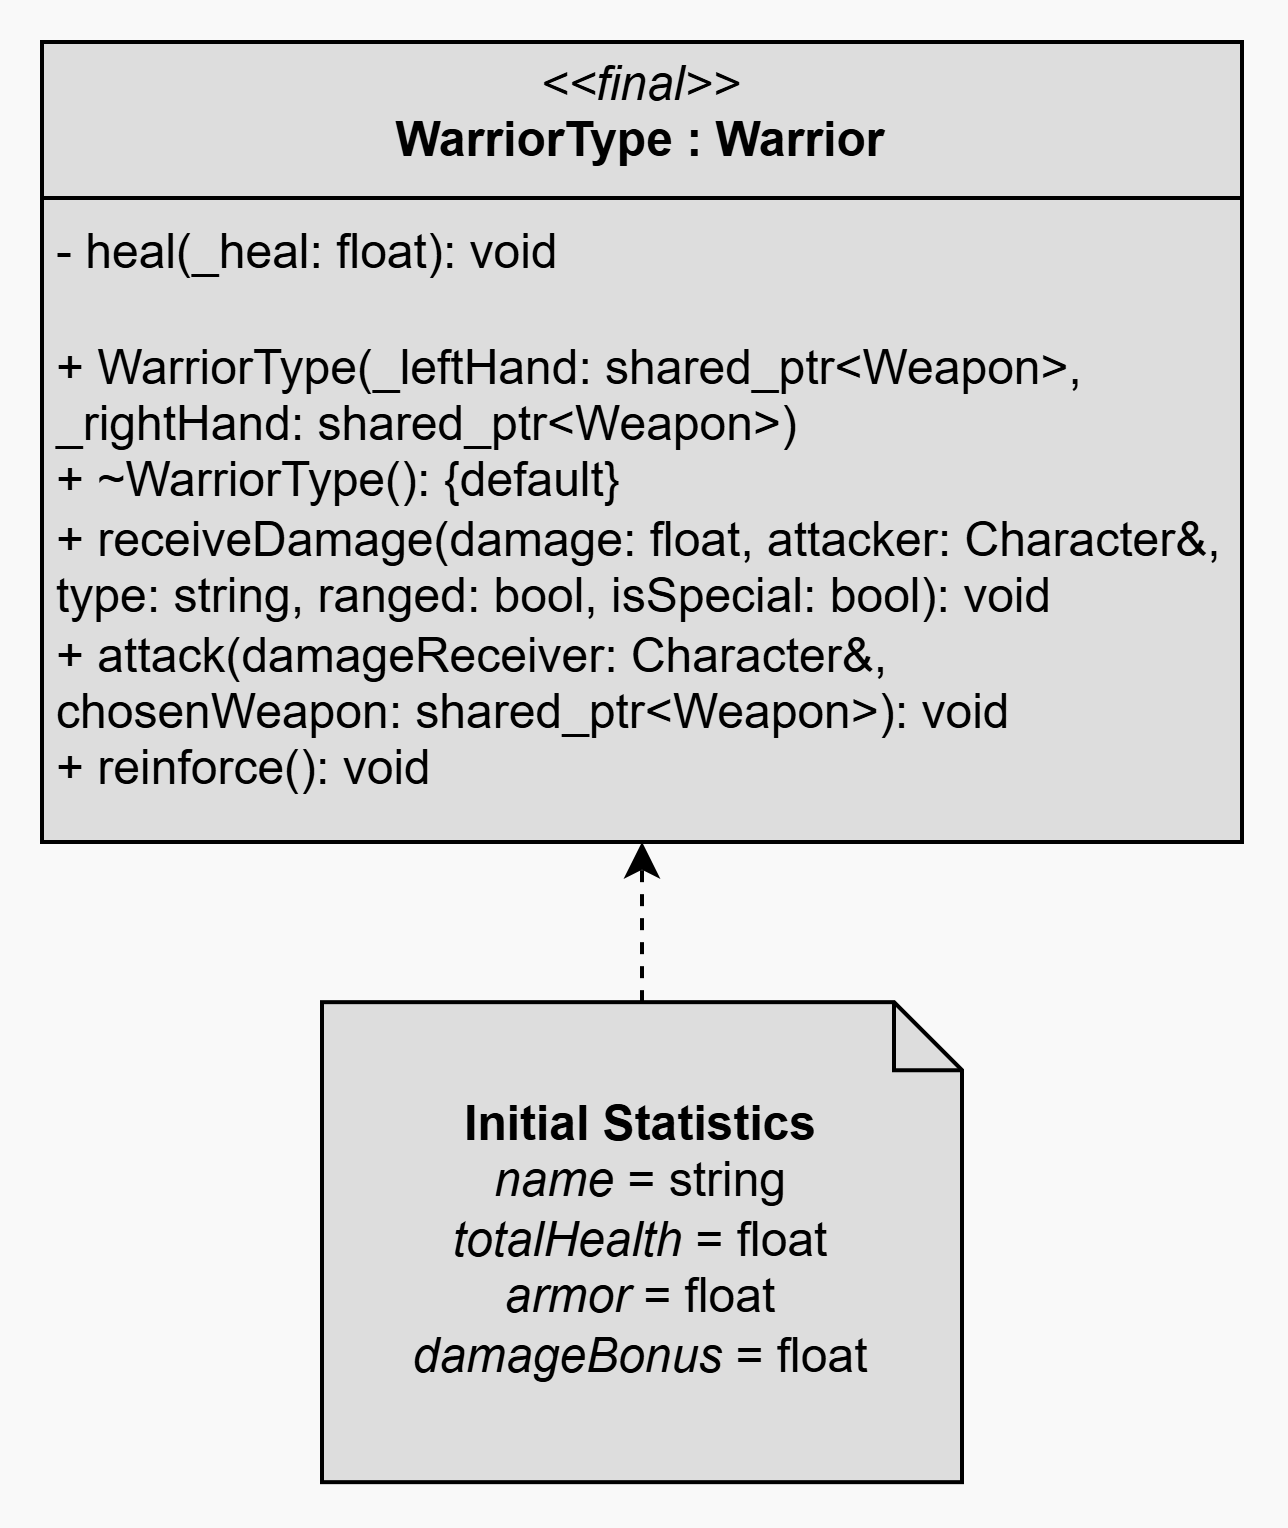 <<final>>
WarriorType : Warrior
- heal(_heal: float): void
+ WarriorType(_leftHand: shared_ptr<Weapon>,
_rightHand: shared_ptr<Weapon>)
+ ~WarriorType(): {default}
+ receiveDamage(damage: float, attacker: Character&,
type: string, ranged: bool, isSpecial: bool): void
+ attack(damageReceiver: Character&,
chosenWeapon: shared_ptr<Weapon>): void
+ reinforce(): void
Initial Statistics
name = string
totalHealth = float
armor = float
damageBonus = float